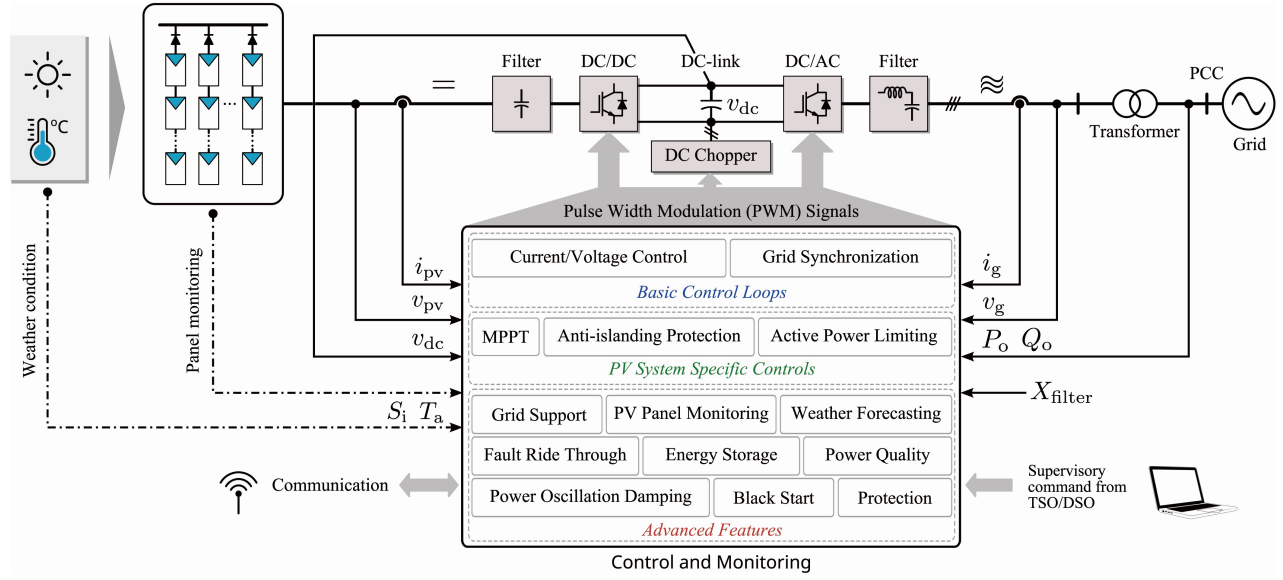 °C
=
Filter
DC/DC
DC-link
DC/AC
Filter
≋
PCC
v_dc
Transformer
Grid
DC Chopper
Pulse Width Modulation (PWM) Signals
Weather condition
Panel monitoring
Current/Voltage Control
Grid Synchronization
Basic Control Loops
i_pv
v_pv
v_dc
i_g
v_g
P_o Q_o
X_filter
MPPT
Anti-islanding Protection
Active Power Limiting
PV System Specific Controls
S_i T_a
Grid Support
PV Panel Monitoring
Weather Forecasting
Fault Ride Through
Energy Storage
Power Quality
Power Oscillation Damping
Black Start
Protection
Advanced Features
Communication
Supervisory
command from
TSO/DSO
Control and Monitoring